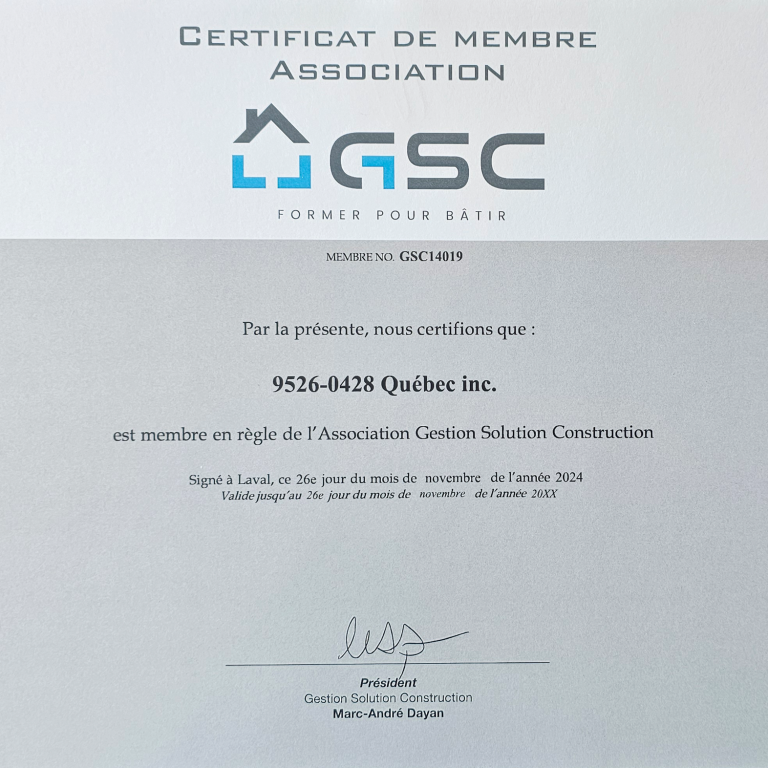 CERTIFICAT DE MEMBRE
ASSOCIATION
GSC
FORMER POUR BÂTIR
MEMBRE NO. GSC14019
Par la présente, nous certifions que :
9526-0428 Québec inc.
est membre en règle de l'Association Gestion Solution Construction
Signé à Laval, ce 26e jour du mois de novembre de l'année 2024
Valide jusqu'au 26e jour du mois de novembre de l'année 20XX
Président
Gestion Solution Construction
Marc-André Dayan